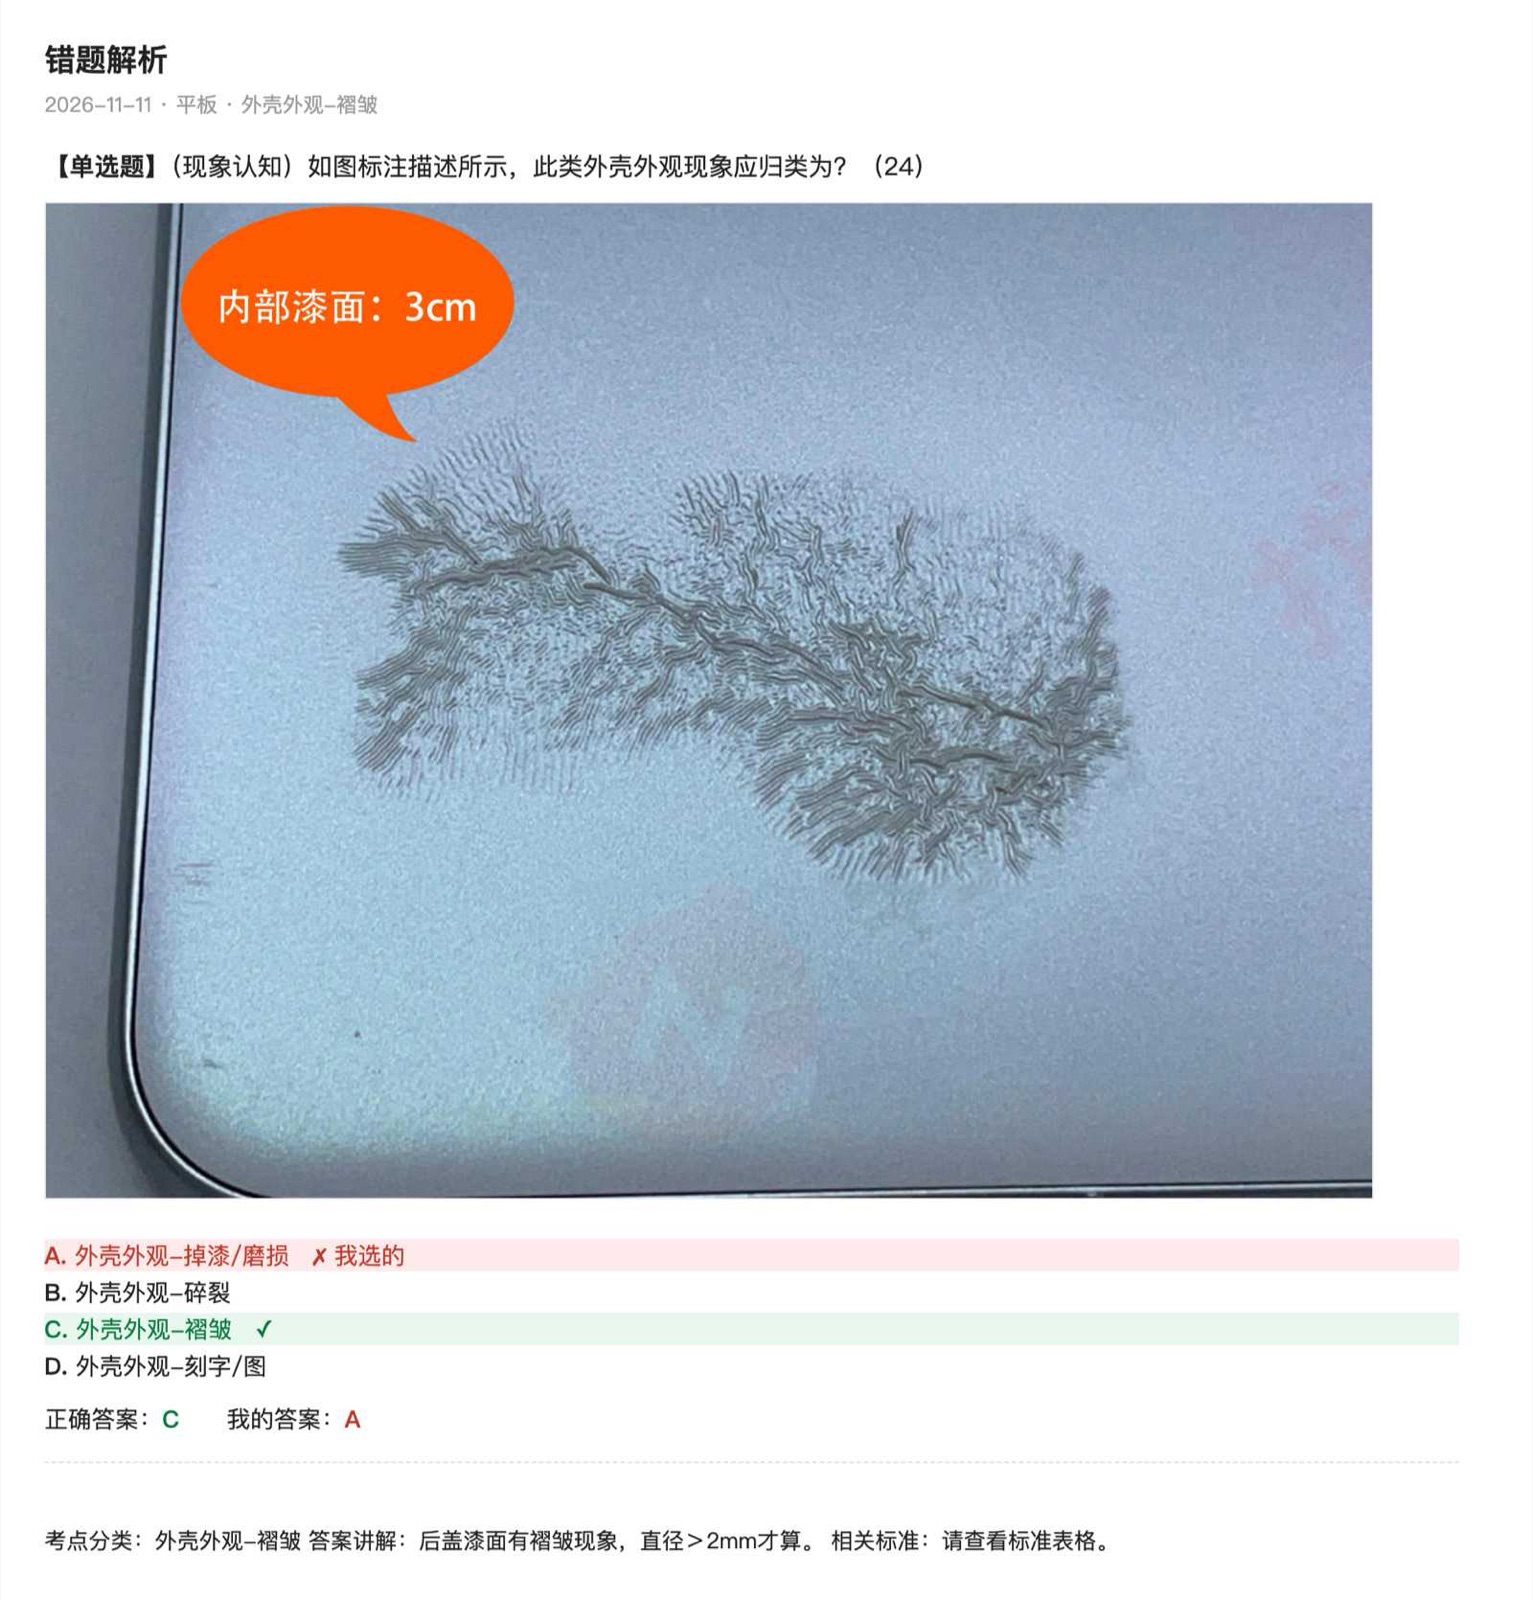 错题解析
2026-11-11 · 平板 · 外壳外观-褶皱
【单选题】（现象认知）如图标注描述所示，此类外壳外观现象应归类为？（24）
内部漆面：3cm
A. 外壳外观-掉漆/磨损 ✗ 我选的
B. 外壳外观-碎裂
C. 外壳外观-褶皱 ✓
D. 外壳外观-刻字/图
正确答案：C 我的答案：A
考点分类：外壳外观-褶皱 答案讲解：后盖漆面有褶皱现象，直径＞2mm才算。 相关标准：请查看标准表格。